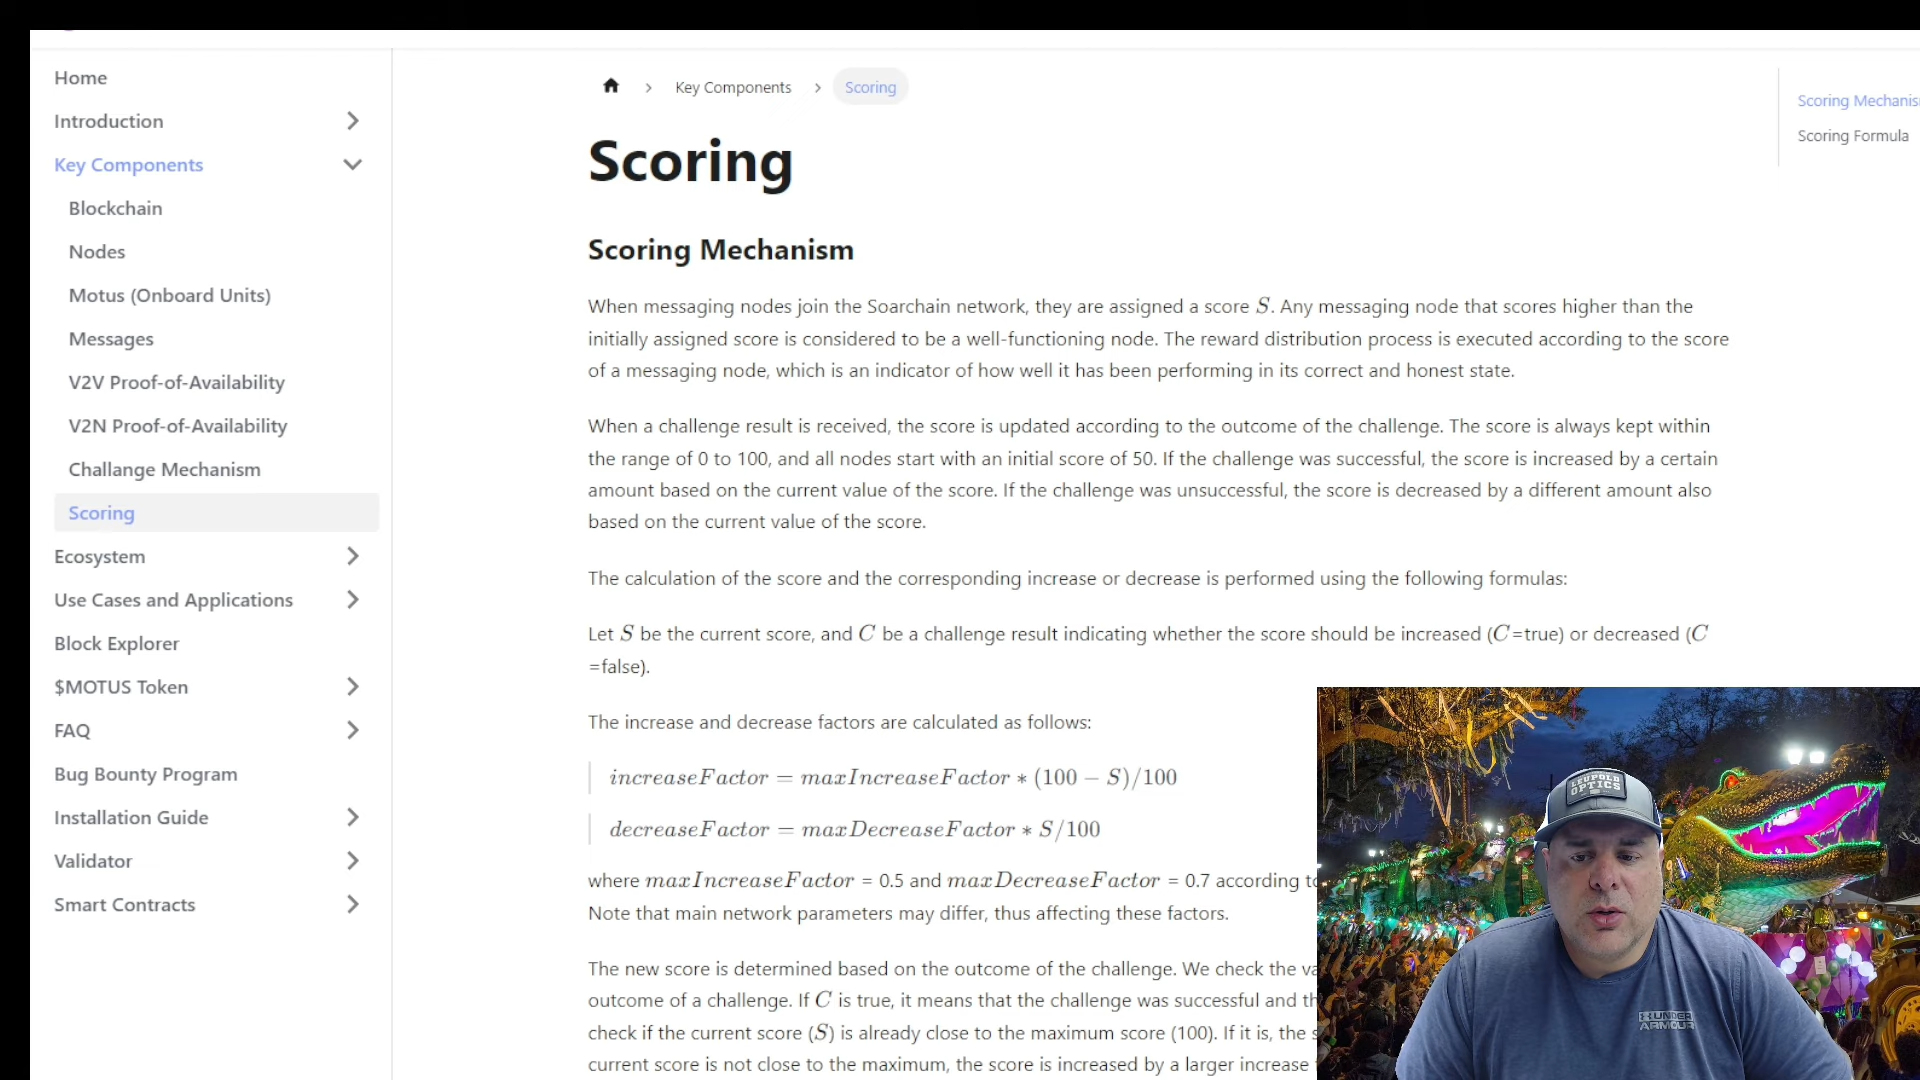 Home
Introduction
Key Components
Blockchain
Nodes
Motus (Onboard Units)
Messages
V2V Proof-of-Availability
V2N Proof-of-Availability
Challange Mechanism
Scoring
Ecosystem
Use Cases and Applications
Block Explorer
$MOTUS Token
FAQ
Bug Bounty Program
Installation Guide
Validator
Smart Contracts
Key Components
Scoring
Scoring
Scoring Mechanism
When messaging nodes join the Soarchain network, they are assigned a score S. Any messaging node that scores higher than the
initially assigned score is considered to be a well-functioning node. The reward distribution process is executed according to the score
of a messaging node, which is an indicator of how well it has been performing in its correct and honest state.
When a challenge result is received, the score is updated according to the outcome of the challenge. The score is always kept within
the range of 0 to 100, and all nodes start with an initial score of 50. If the challenge was successful, the score is increased by a certain
amount based on the current value of the score. If the challenge was unsuccessful, the score is decreased by a different amount also
based on the current value of the score.
The calculation of the score and the corresponding increase or decrease is performed using the following formulas:
Let S be the current score, and C be a challenge result indicating whether the score should be increased (C=true) or decreased (C
=false).
The increase and decrease factors are calculated as follows:
increaseFactor = maxIncreaseFactor ∗ (100 − S)/100
decreaseFactor = maxDecreaseFactor ∗ S/100
where maxIncreaseFactor = 0.5 and maxDecreaseFactor = 0.7 according to
Note that main network parameters may differ, thus affecting these factors.
The new score is determined based on the outcome of the challenge. We check the
outcome of a challenge. If C is true, it means that the challenge was successful and
check if the current score (S) is already close to the maximum score (100). If it is, the
current score is not close to the maximum, the score is increased by a larger increase
Scoring Mechanis
Scoring Formula
LEUPOLD
OPTICS
UNDER
ARMOUR